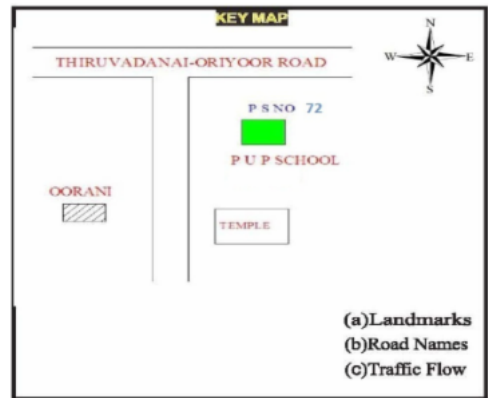 KEY MAP
N
THIRUVADANAI-ORIYOOR ROAD
W E
S
P S NO 72
P U P SCHOOL
OORANI
TEMPLE
(a)Landmarks
(b)Road Names
(c)Traffic Flow